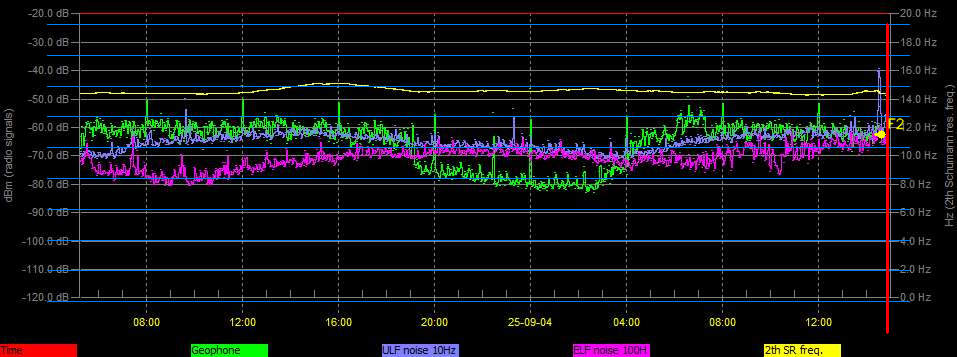 -20.0 dB 20.0 Hz
-30.0 dB 18.0 Hz
-40.0 dB 16.0 Hz
-50.0 dB 14.0 Hz
-60.0 dB F2 12.0 Hz
-70.0 dB 10.0 Hz
-80.0 dB 8.0 Hz
-90.0 dB 6.0 Hz
-100.0 dB 4.0 Hz
-110.0 dB 2.0 Hz
-120.0 dB 0.0 Hz
dBm (radio signals)
Hz (2th Schumann res. freq.)
08:00 12:00 16:00 20:00 25-09-04 04:00 08:00 12:00
Time Geophone ULF noise 10Hz ELF noise 100H 2th SR freq.